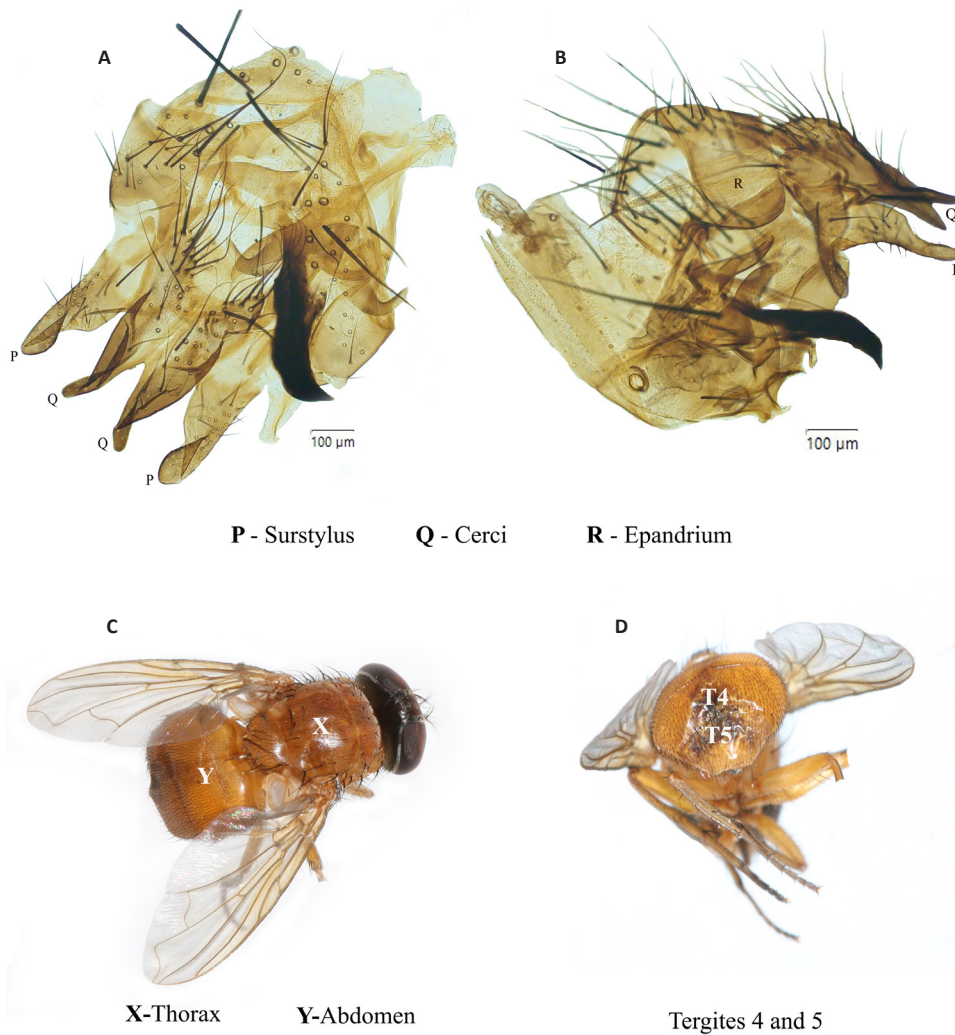 A
B
R
Q
P
P
Q
Q
P
100 µm
100 µm
P - Surstylus Q - Cerci R - Epandrium
C
D
X
Y
T4
T5
X-Thorax Y-Abdomen
Tergites 4 and 5